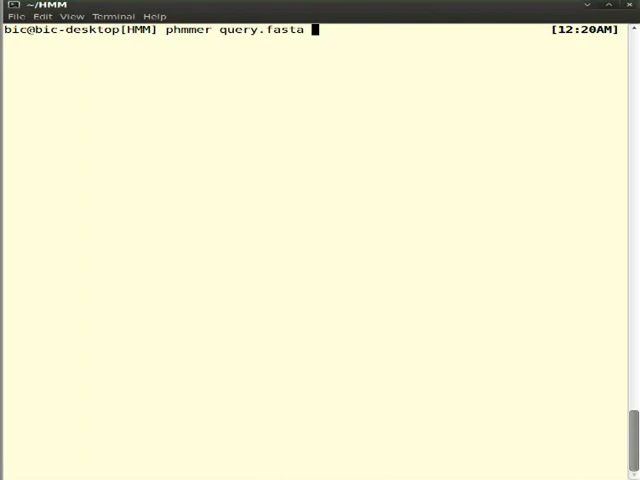 ~/HMM
File Edit View Terminal Help
bic@bic-desktop[HMM] phmmer query.fasta [12:20AM]